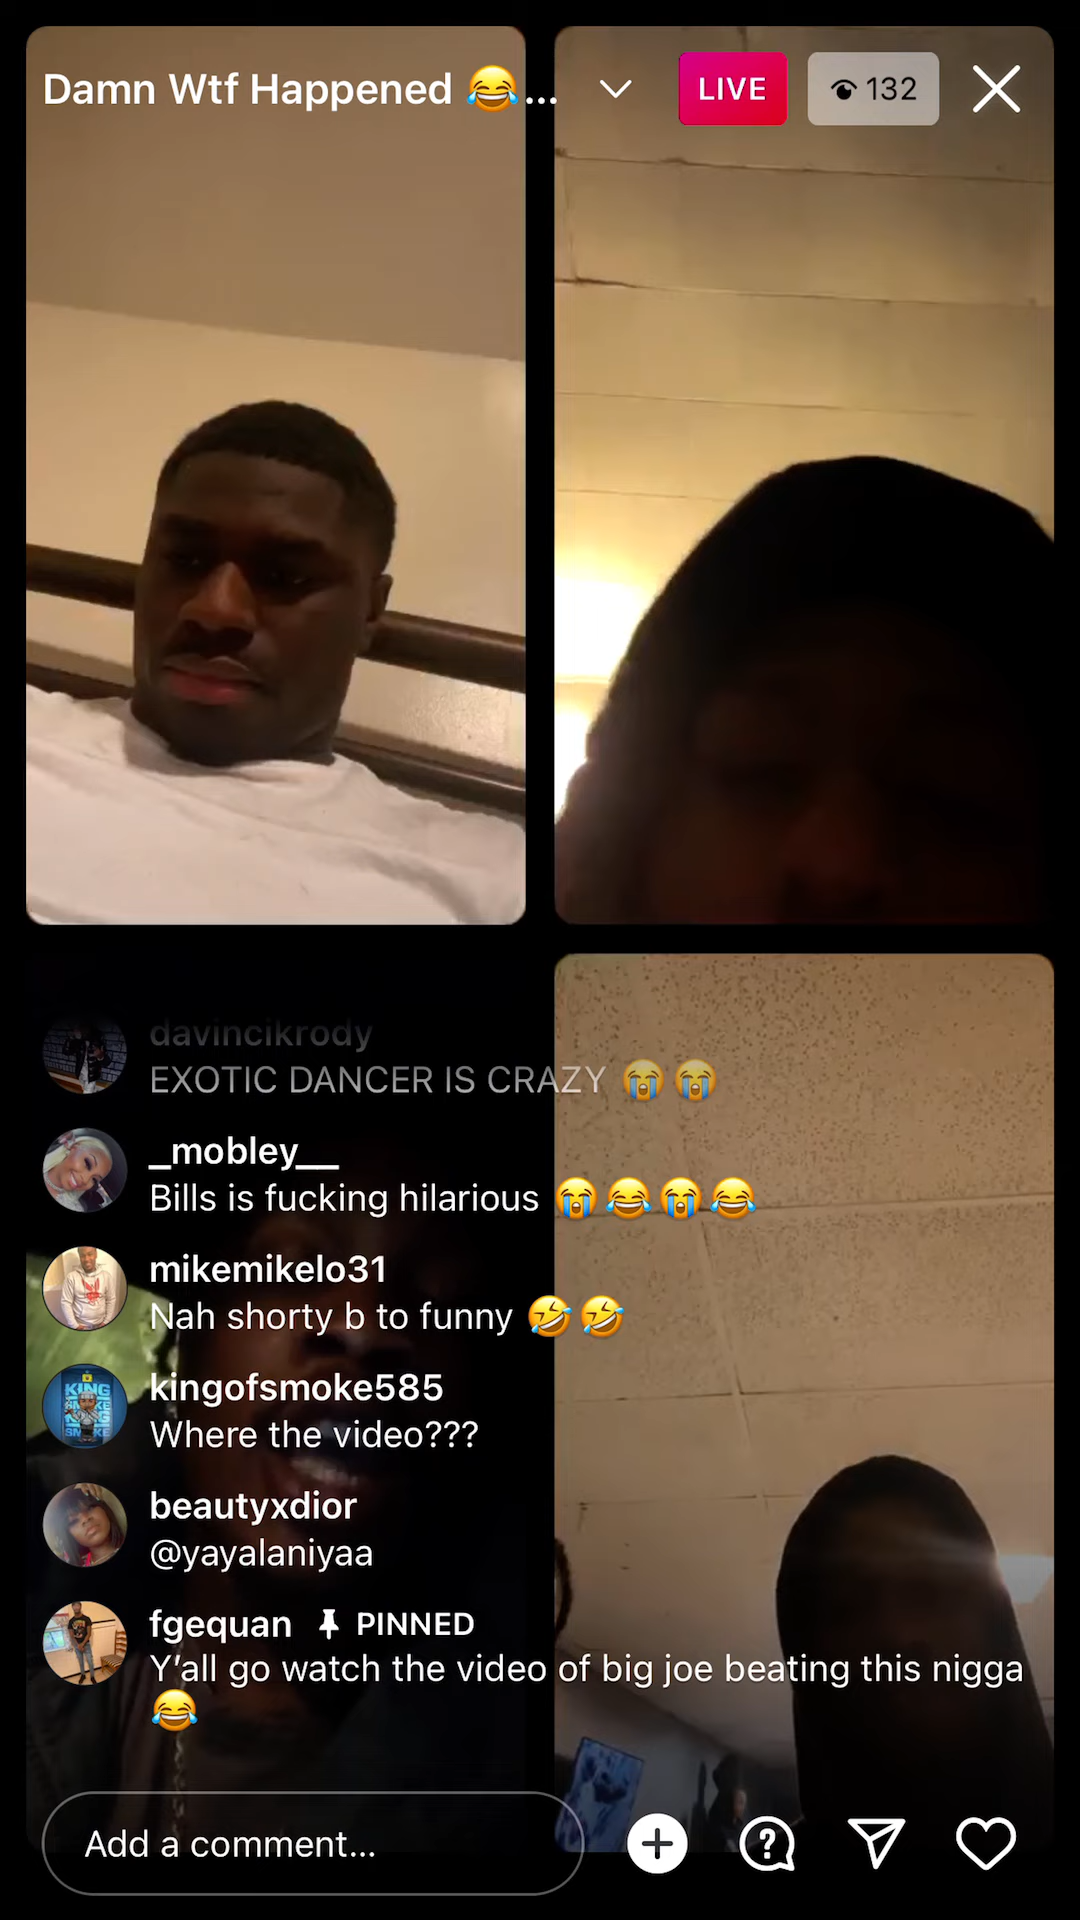 Damn Wtf Happened 😂...
LIVE
132
davincikrody
EXOTIC DANCER IS CRAZY 😭😭
_mobley__
Bills is fucking hilarious 😭😂😭😂
mikemikelo31
Nah shorty b to funny 🤣🤣
KING
SMOKE
kingofsmoke585
Where the video???
beautyxdior
@yayalaniyaa
fgequan PINNED
Y’all go watch the video of big joe beating this nigga
😂
Add a comment...